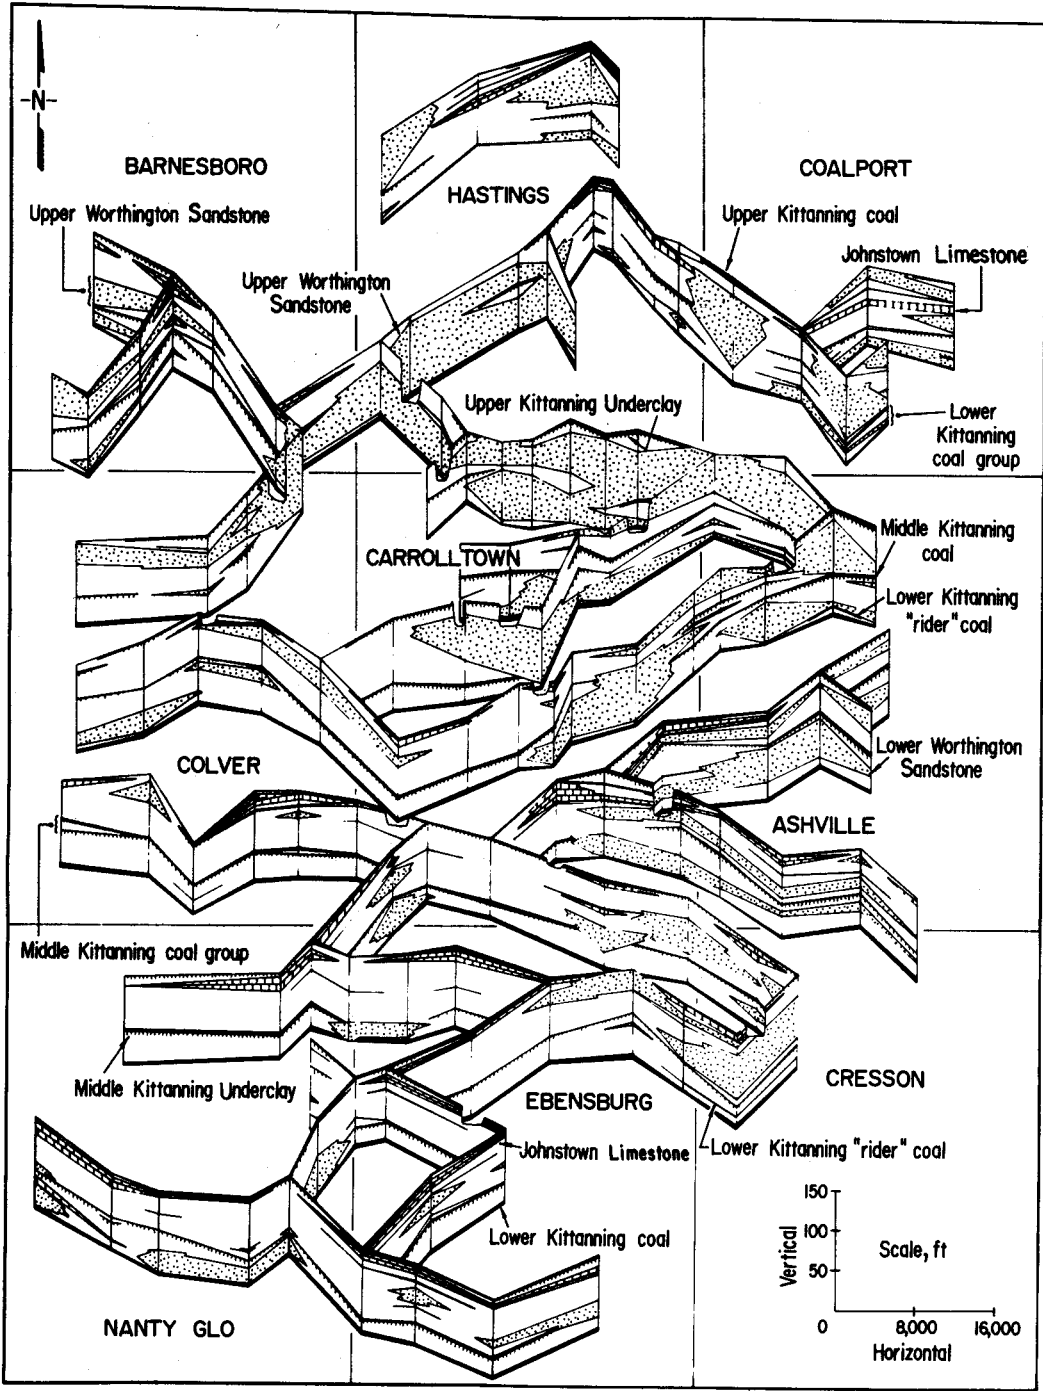 -N-
BARNESBORO
HASTINGS
COALPORT
Upper Worthington Sandstone
Upper Kittanning coal
Johnstown Limestone
Upper Worthington
Sandstone
Upper Kittanning Underclay
Lower
Kittanning
coal group
CARROLLTOWN
Middle Kittanning
coal
Lower Kittanning
"rider" coal
COLVER
Lower Worthington
Sandstone
ASHVILLE
Middle Kittanning coal group
Middle Kittanning Underclay
EBENSBURG
CRESSON
Johnstown Limestone
Lower Kittanning "rider" coal
Lower Kittanning coal
NANTY GLO
150
100
50
Vertical
Scale, ft
0
8,000
16,000
Horizontal